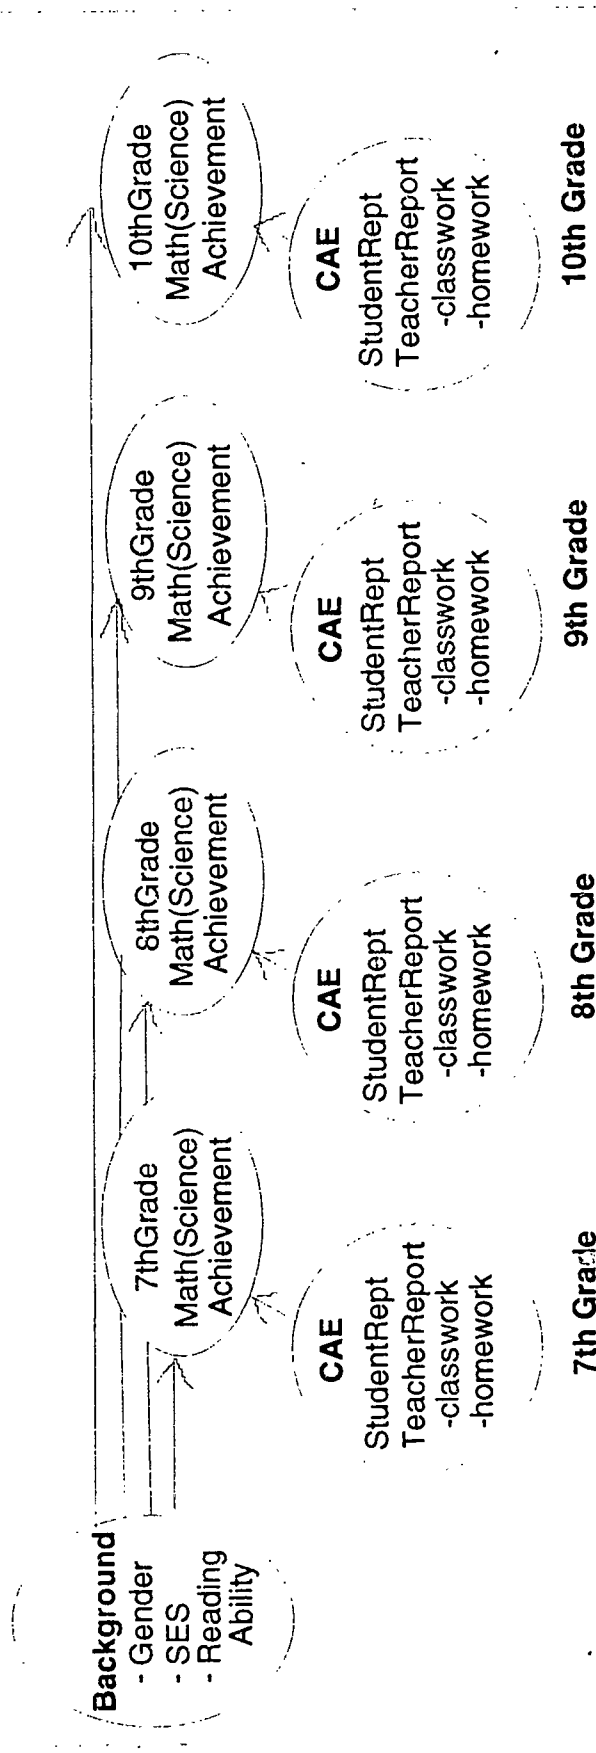 Background
- Gender
- SES
- Reading
Ability
7thGrade
Math(Science)
Achievement
CAE
StudentRept
TeacherReport
-classwork
-homework
7th Grade
8thGrade
Math(Science)
Achievement
CAE
StudentRept
TeacherReport
-classwork
-homework
8th Grade
9thGrade
Math(Science)
Achievement
CAE
StudentRept
TeacherReport
-classwork
-homework
9th Grade
10thGrade
Math(Science)
Achievement
CAE
StudentRept
TeacherReport
-classwork
-homework
10th Grade